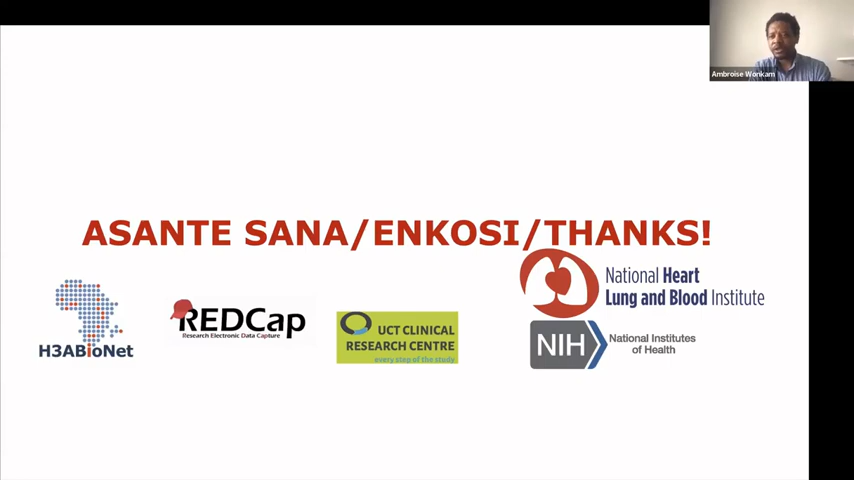 Ambroise Wonkam
ASANTE SANA/ENKOSI/THANKS!
National Heart
Lung and Blood Institute
H3ABioNet
REDCap
Research Electronic Data Capture
UCT CLINICAL
RESEARCH CENTRE
every step of the study
NIH
National Institutes
of Health